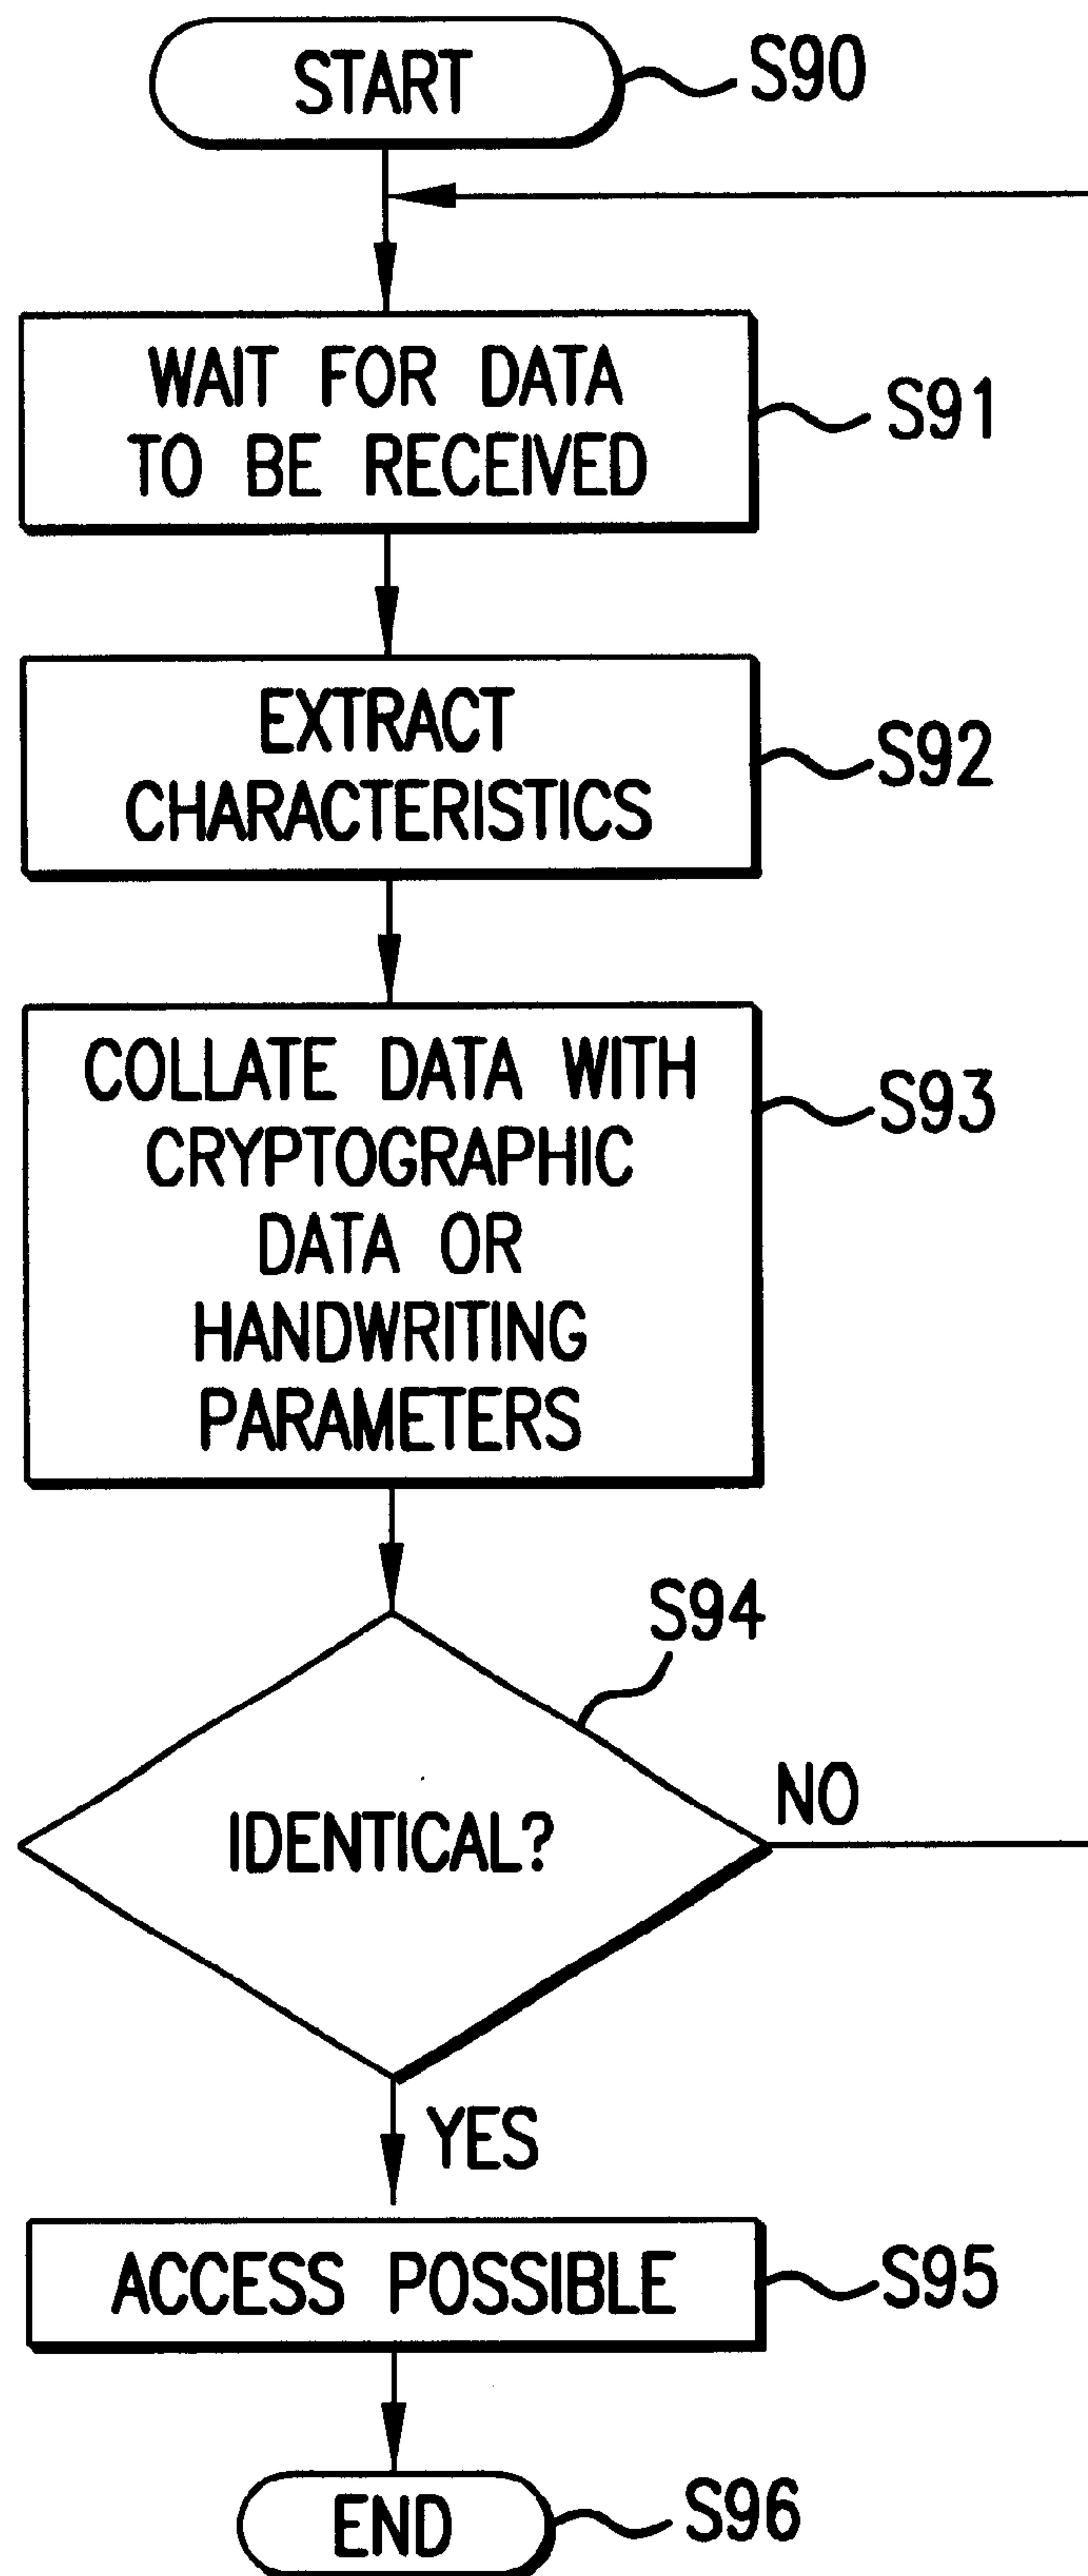 START
S90
WAIT FOR DATA
TO BE RECEIVED
S91
EXTRACT
CHARACTERISTICS
S92
COLLATE DATA WITH
CRYPTOGRAPHIC
DATA OR
HANDWRITING
PARAMETERS
S93
S94
IDENTICAL?
NO
YES
ACCESS POSSIBLE
S95
END
S96